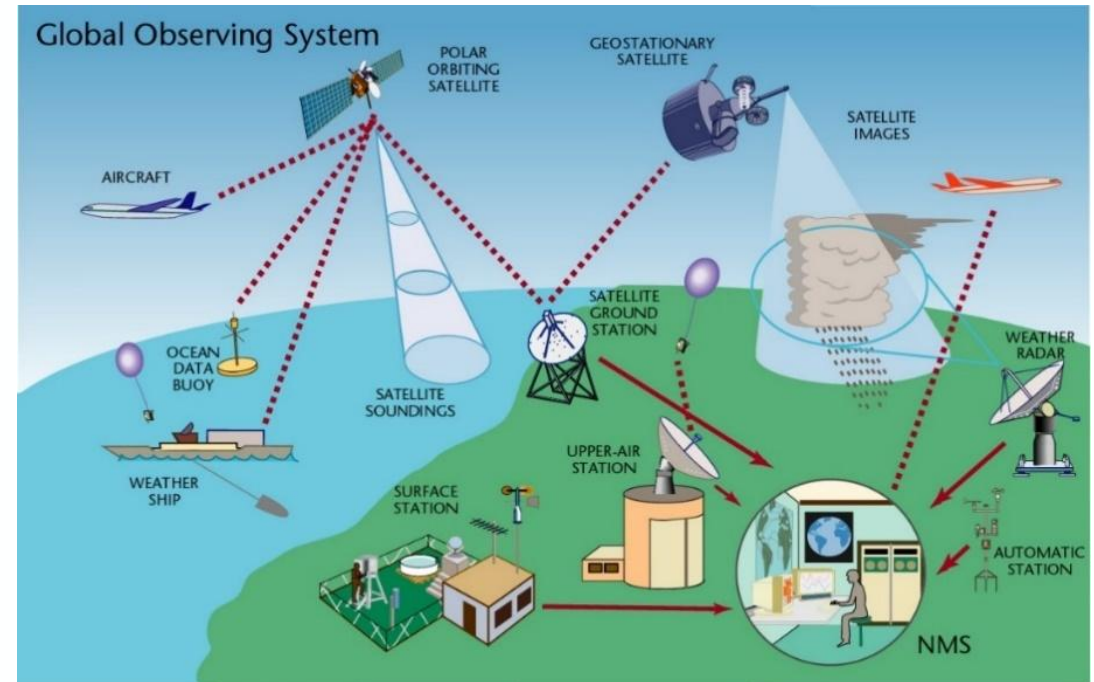 Global Observing System
POLAR
ORBITING
SATELLITE
GEOSTATIONARY
SATELLITE
SATELLITE
IMAGES
AIRCRAFT
SATELLITE
GROUND
STATION
WEATHER
RADAR
OCEAN
DATA
BUOY
SATELLITE
SOUNDINGS
WEATHER
SHIP
UPPER-AIR
STATION
SURFACE
STATION
AUTOMATIC
STATION
NMS